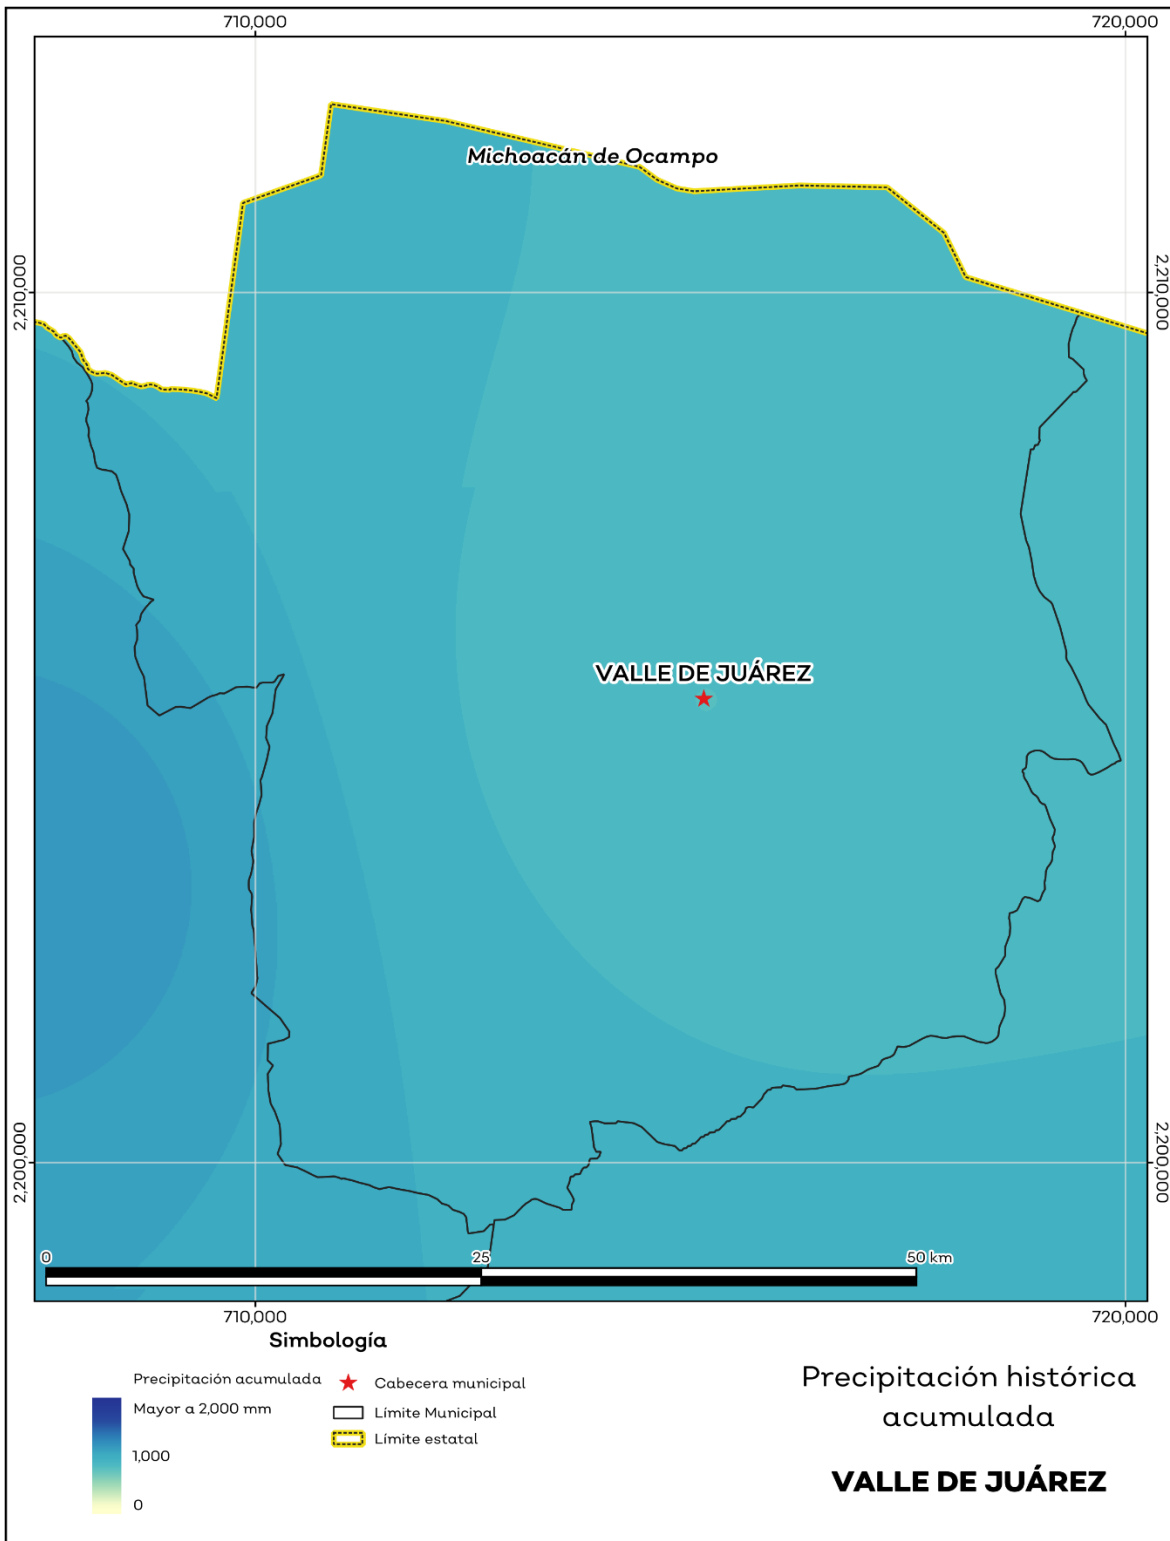 710,000
720,000
Michoacán de Ocampo
2,210,000
2,210,000
VALLE DE JUÁREZ
2,200,000
2,200,000
0
25
50 km
710,000
720,000
Simbología
Precipitación acumulada
Mayor a 2,000 mm
1,000
0
Cabecera municipal
Límite Municipal
Límite estatal
Precipitación histórica
acumulada
VALLE DE JUÁREZ